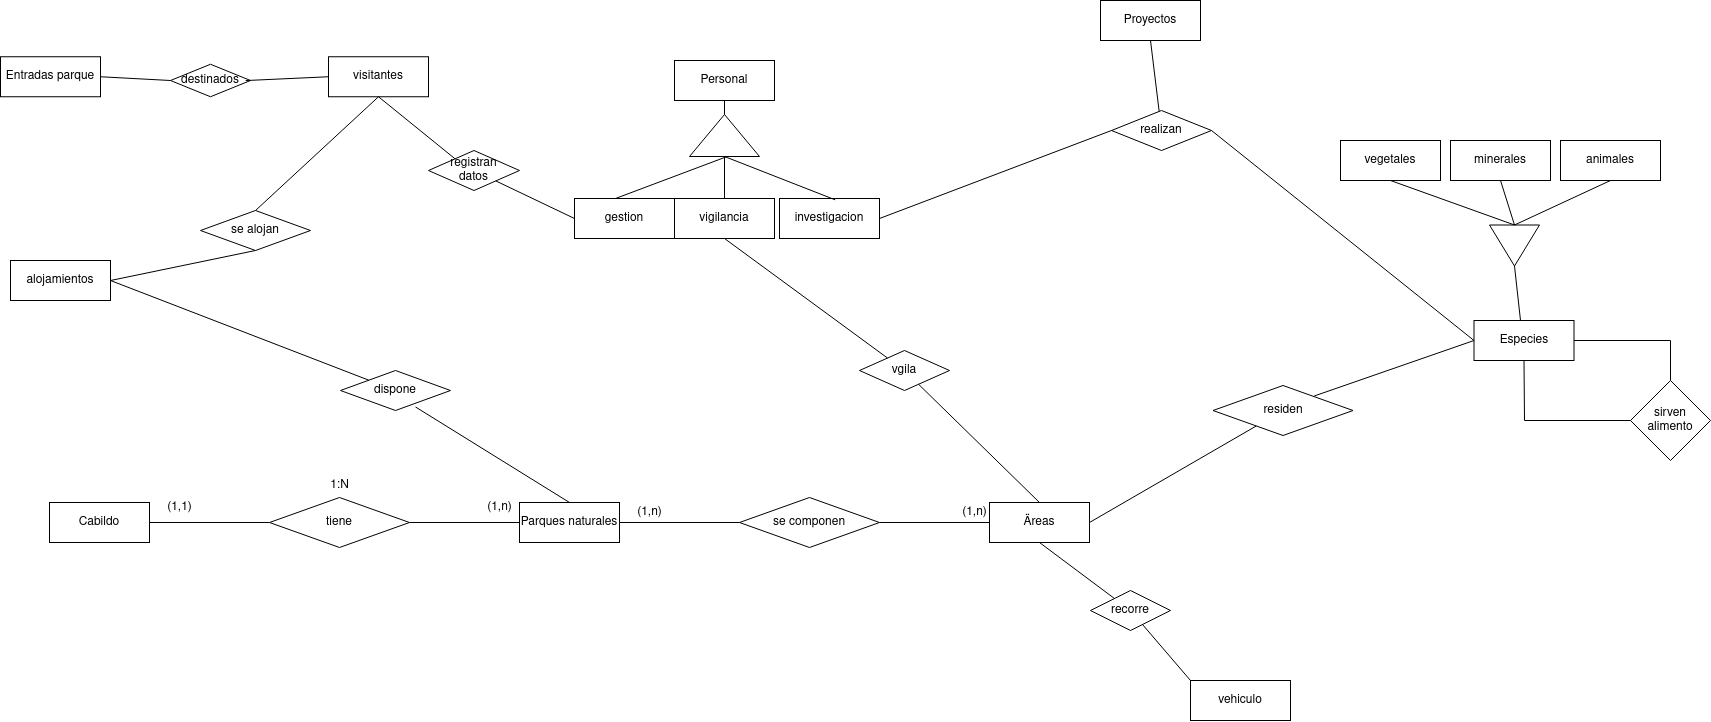 Proyectos
Entradas parque
destinados
visitantes
Personal
realizan
registran
datos
vegetales
minerales
animales
gestion
vigilancia
investigacion
se alojan
alojamientos
Especies
vgila
dispone
residen
sirven
alimento
1:N
(1,1)
(1,n)
(1,n)
(1,n)
Cabildo
tiene
Parques naturales
se componen
Äreas
recorre
vehiculo